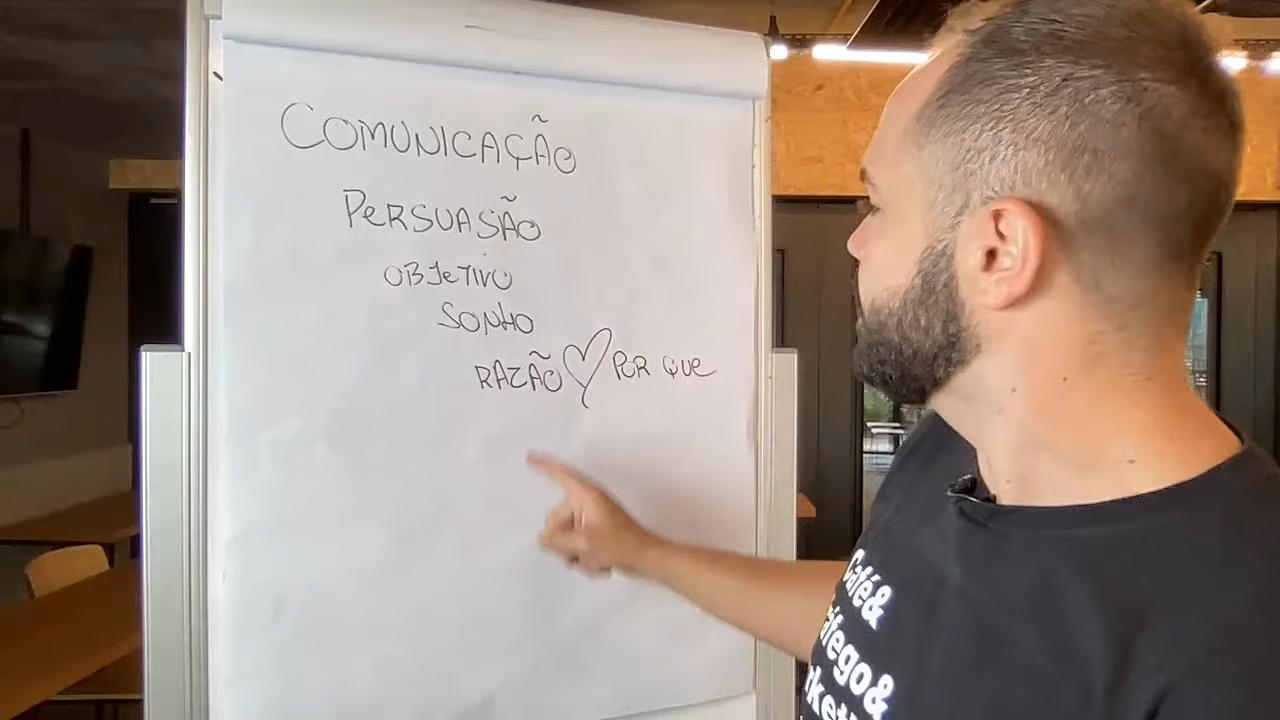 COMUNICAÇÃO
PERSUASÃO
OBJETIVO
SONHO
RAZÃO POR QUE
Café&